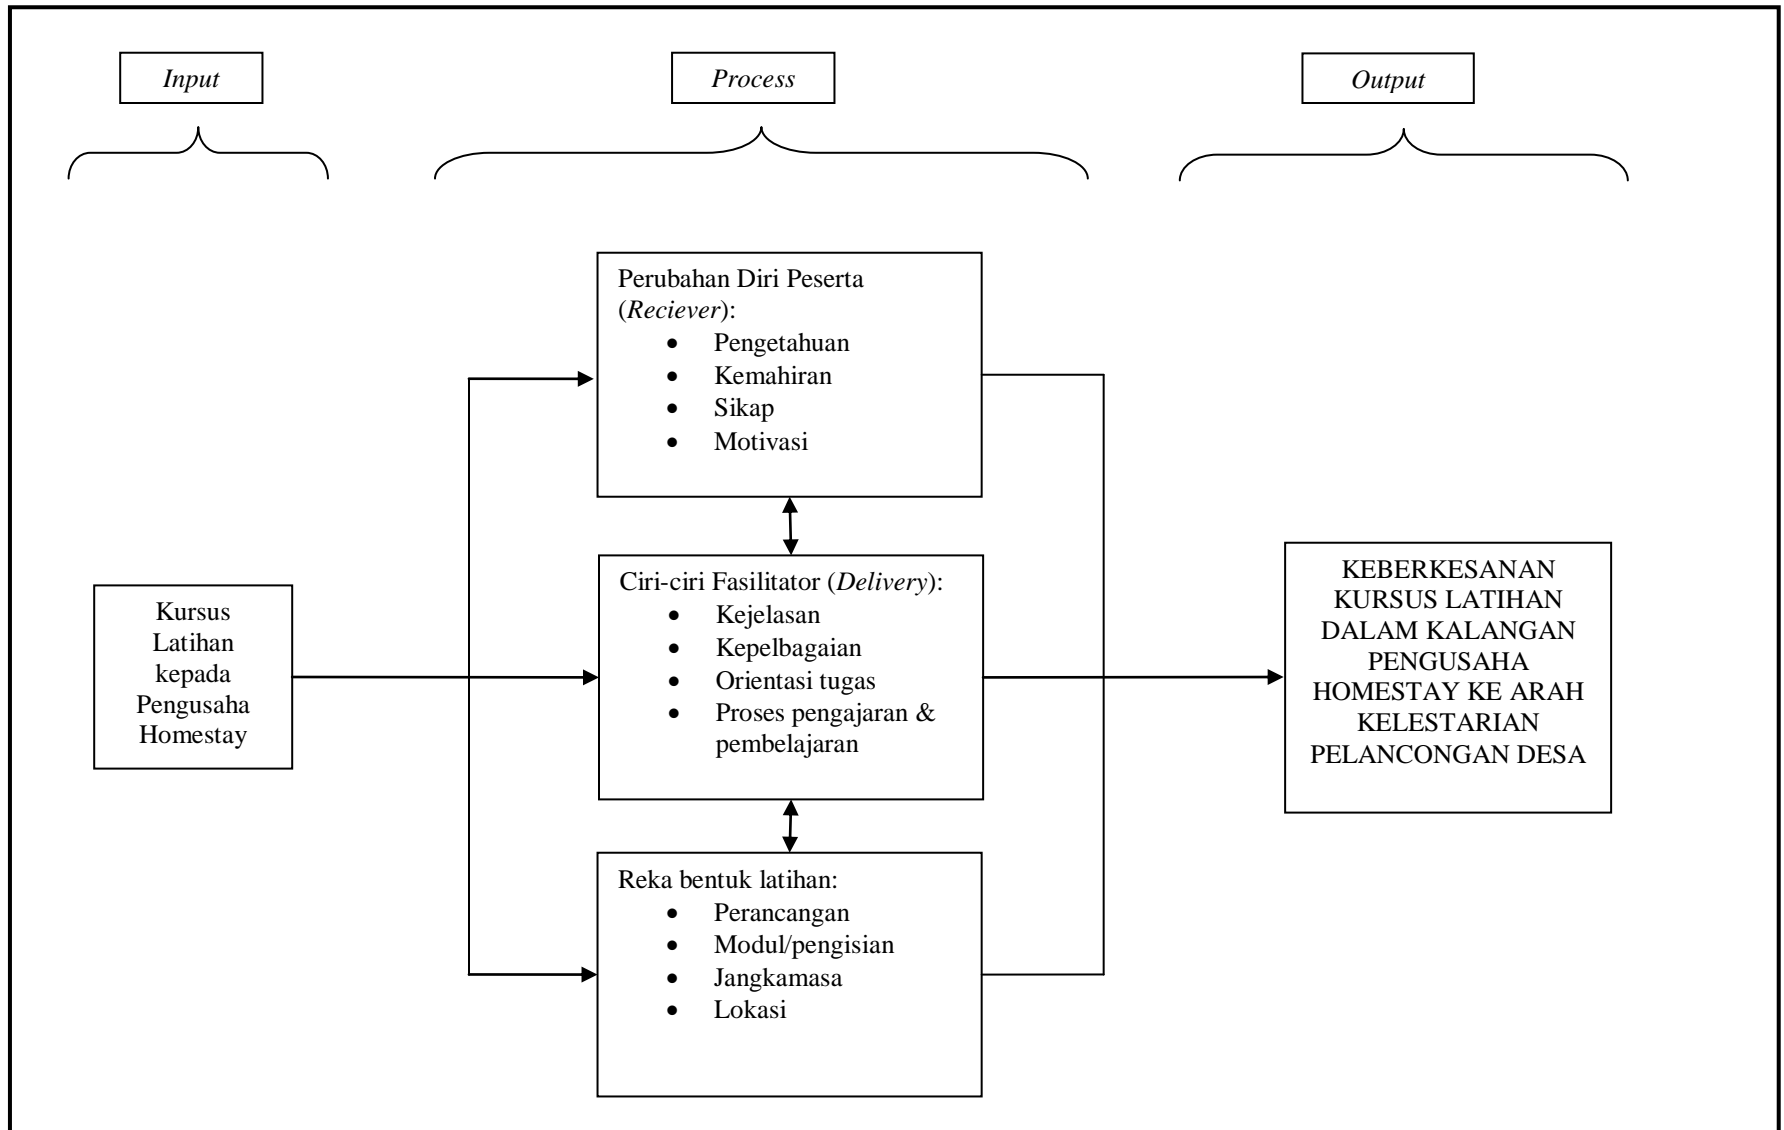 Input
Process
Output
Kursus
Latihan
kepada
Pengusaha
Homestay
Perubahan Diri Peserta
(Reciever):
• Pengetahuan
• Kemahiran
• Sikap
• Motivasi
Ciri-ciri Fasilitator (Delivery):
• Kejelasan
• Kepelbagaian
• Orientasi tugas
• Proses pengajaran &
pembelajaran
Reka bentuk latihan:
• Perancangan
• Modul/pengisian
• Jangkamasa
• Lokasi
KEBERKESANAN
KURSUS LATIHAN
DALAM KALANGAN
PENGUSAHA
HOMESTAY KE ARAH
KELESTARIAN
PELANCONGAN DESA